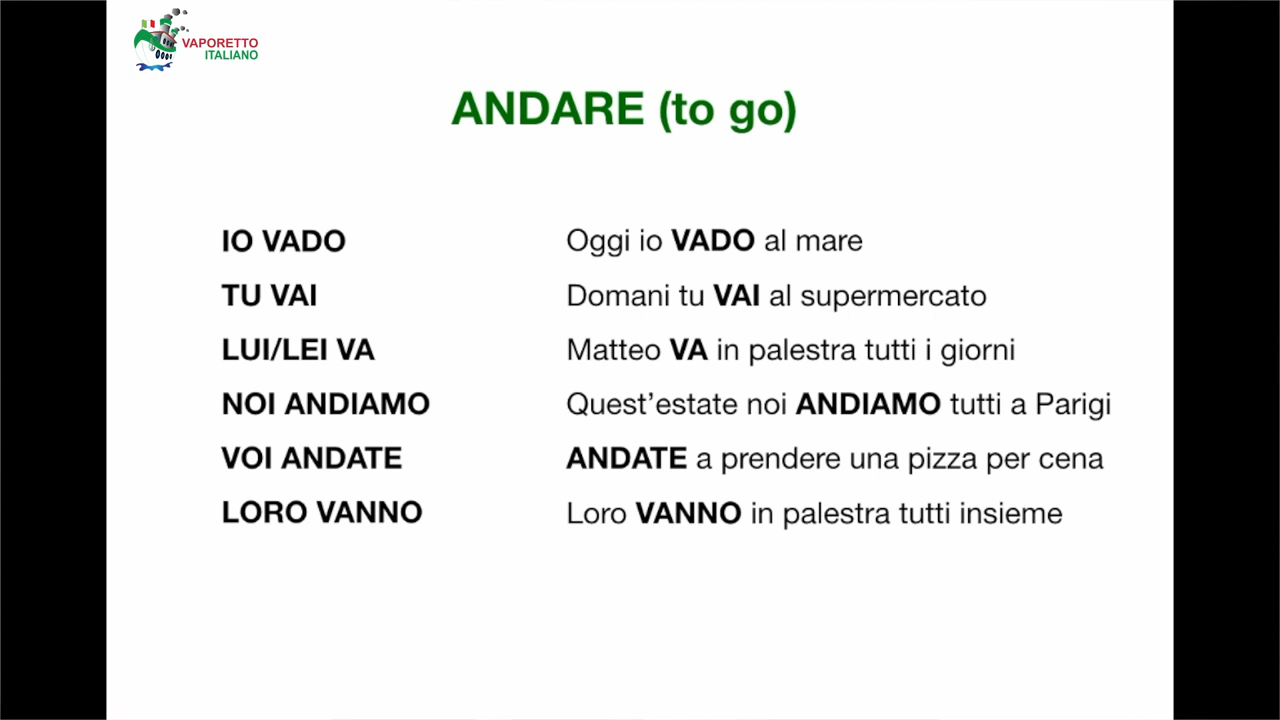 VAPORETTO
ITALIANO
ANDARE (to go)
IO VADO Oggi io VADO al mare
TU VAI Domani tu VAI al supermercato
LUI/LEI VA Matteo VA in palestra tutti i giorni
NOI ANDIAMO Quest’estate noi ANDIAMO tutti a Parigi
VOI ANDATE ANDATE a prendere una pizza per cena
LORO VANNO Loro VANNO in palestra tutti insieme